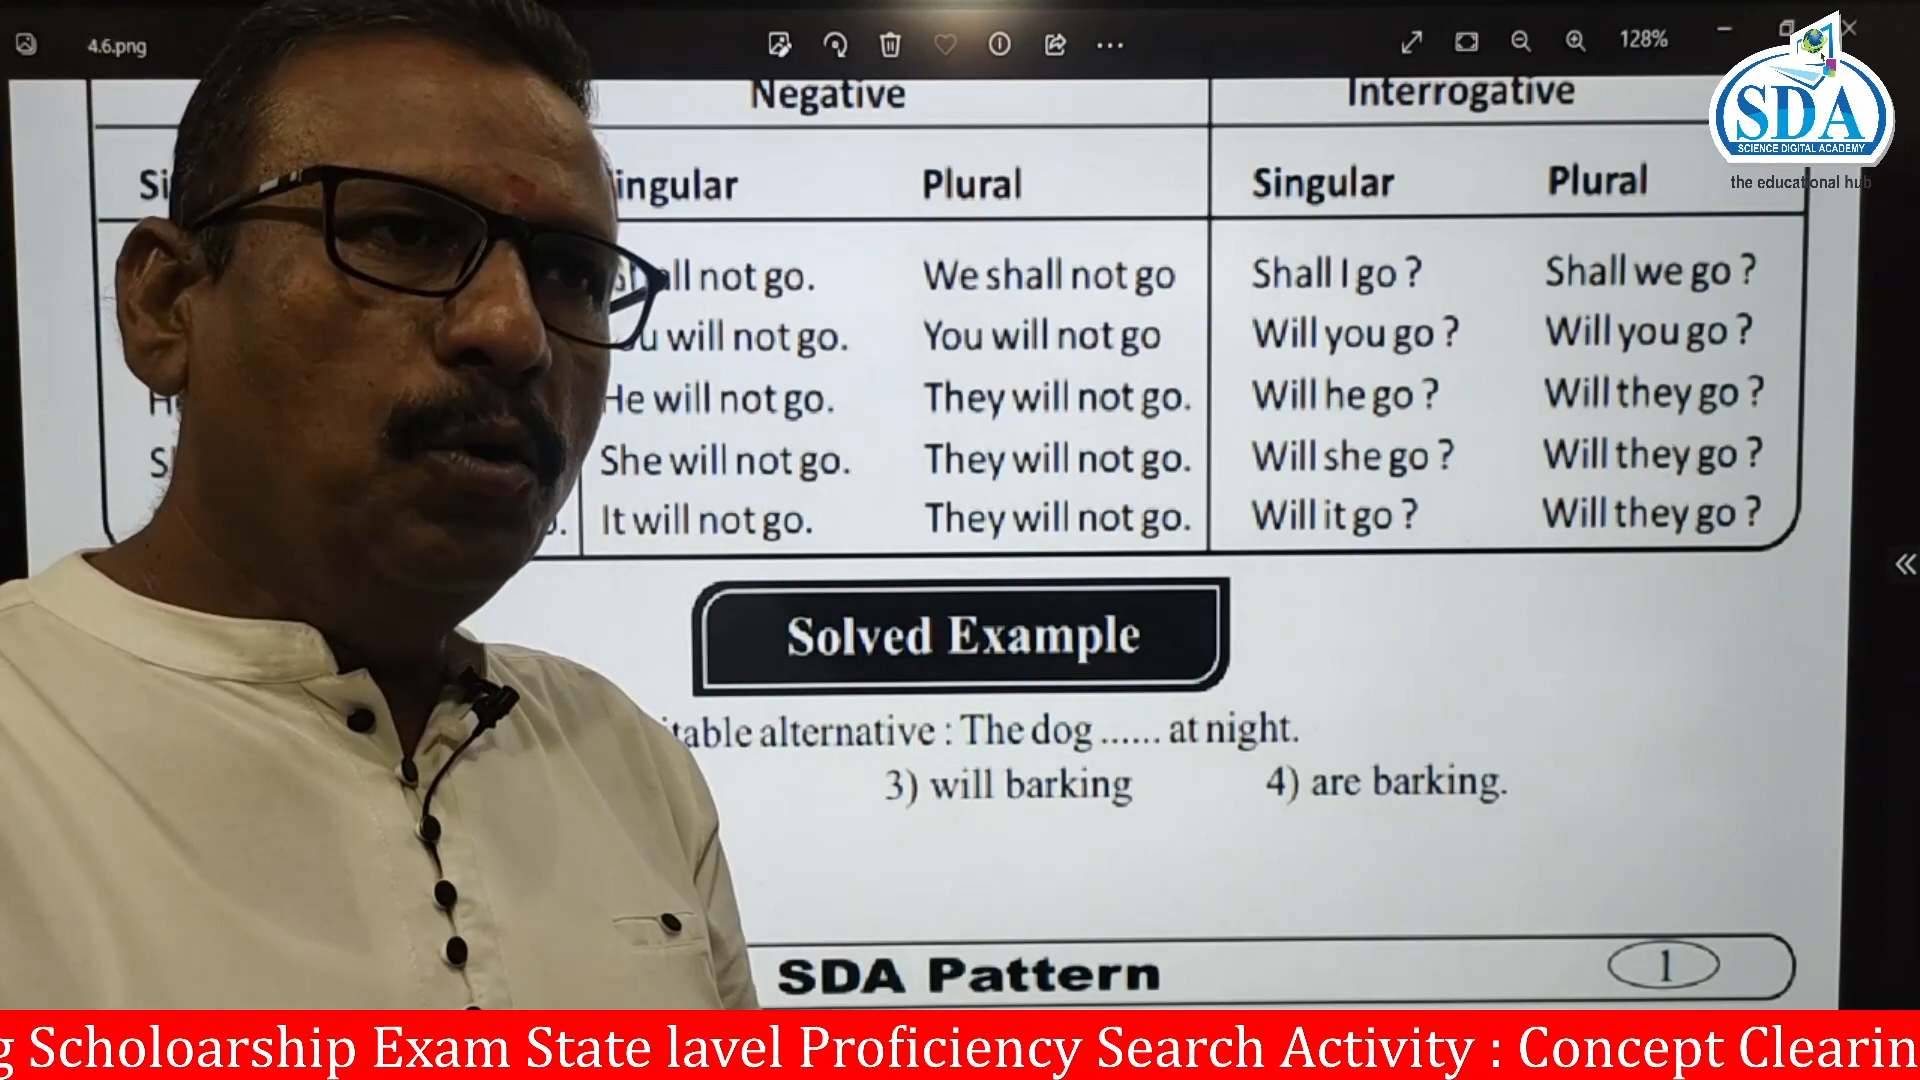 4.6.png
128%
SDA
SCIENCE DIGITAL ACADEMY
the educational hub
Negative Interrogative
Plural Singular Plural
not go. We shall not go Shall I go ? Shall we go ?
will not go. You will not go Will you go ? Will you go ?
He will not go. They will not go. Will he go ? Will they go ?
She will not go. They will not go. Will she go ? Will they go ?
It will not go. They will not go. Will it go ? Will they go ?
Solved Example
alternative : The dog ...... at night.
3) will barking 4) are barking.
SDA Pattern 1
Scholoarship Exam State lavel Proficiency Search Activity : Concept